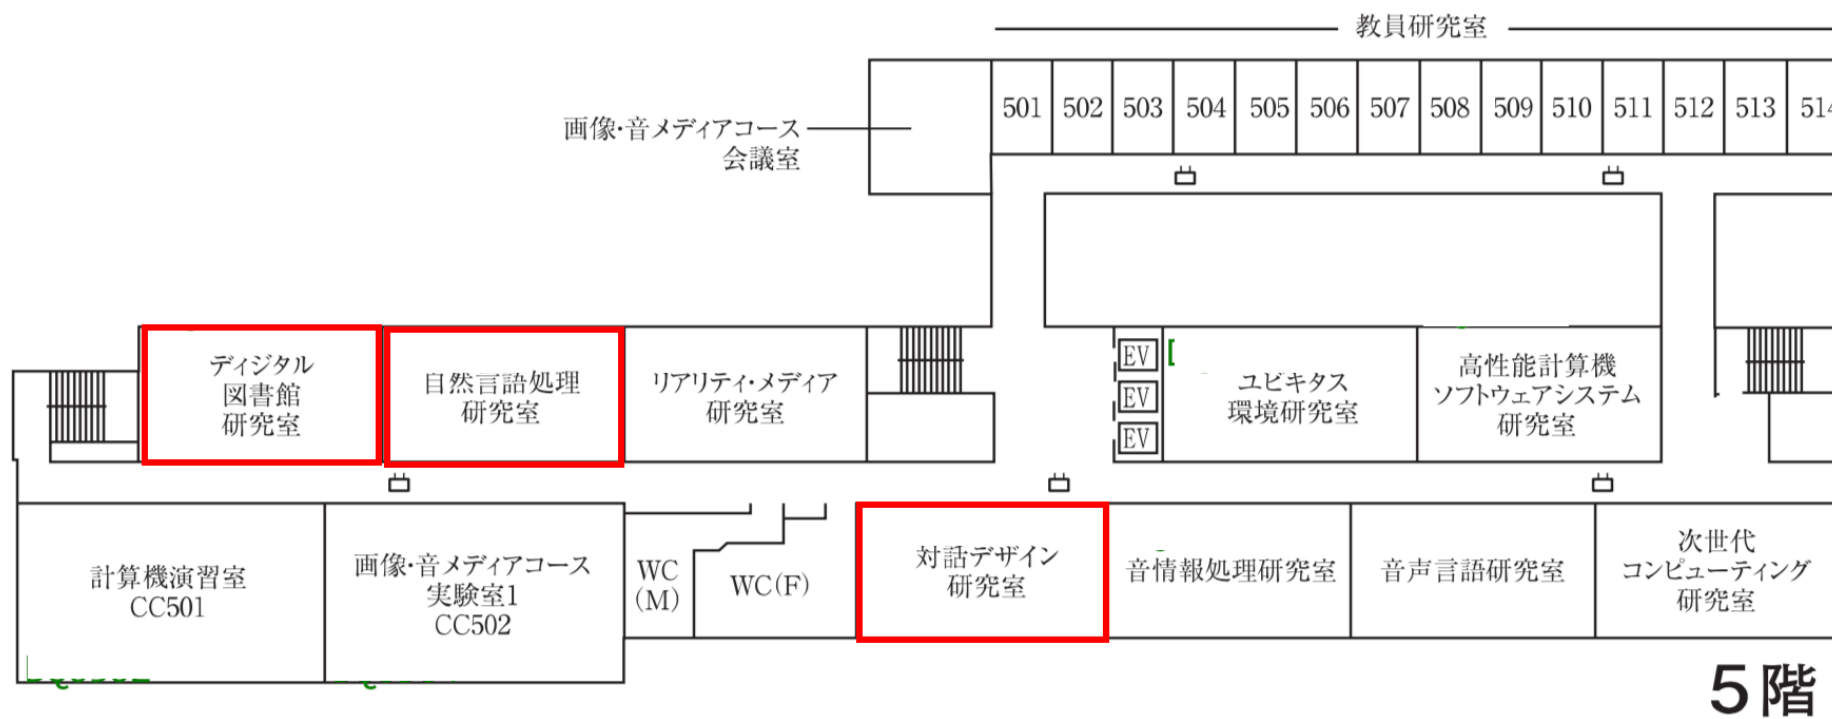 教員研究室
501 502 503 504 505 506 507 508 509 510 511 512 513 514
画像・音メディアコース
会議室
ディジタル
図書館
研究室
自然言語処理
研究室
リアリティ・メディア
研究室
EV
EV
EV
ユビキタス
環境研究室
高性能計算機
ソフトウェアシステム
研究室
計算機演習室
CC501
画像・音メディアコース
実験室1
CC502
WC
(M)
WC(F)
対話デザイン
研究室
音情報処理研究室
音声言語研究室
次世代
コンピューティング
研究室
5階